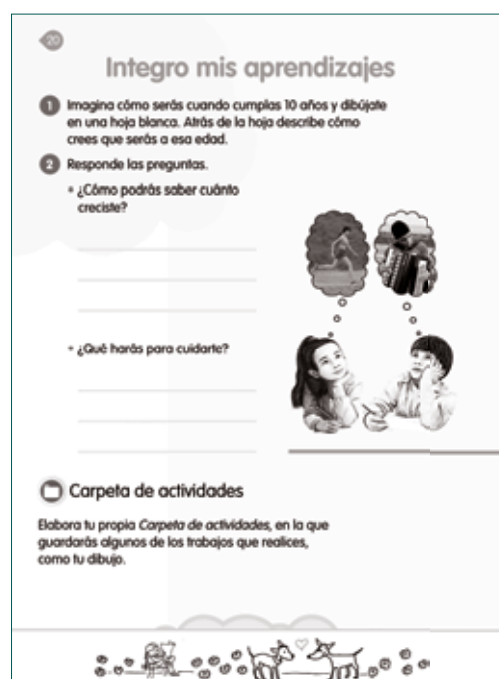 20
Integro mis aprendizajes
1 Imagina cómo serás cuando cumplas 10 años y dibújate
en una hoja blanca. Atrás de la hoja describe cómo
crees que serás a esa edad.
2 Responde las preguntas.
• ¿Cómo podrás saber cuánto
creciste?
• ¿Qué harás para cuidarte?
Carpeta de actividades
Elabora tu propia Carpeta de actividades, en la que
guardarás algunos de los trabajos que realices,
como tu dibujo.